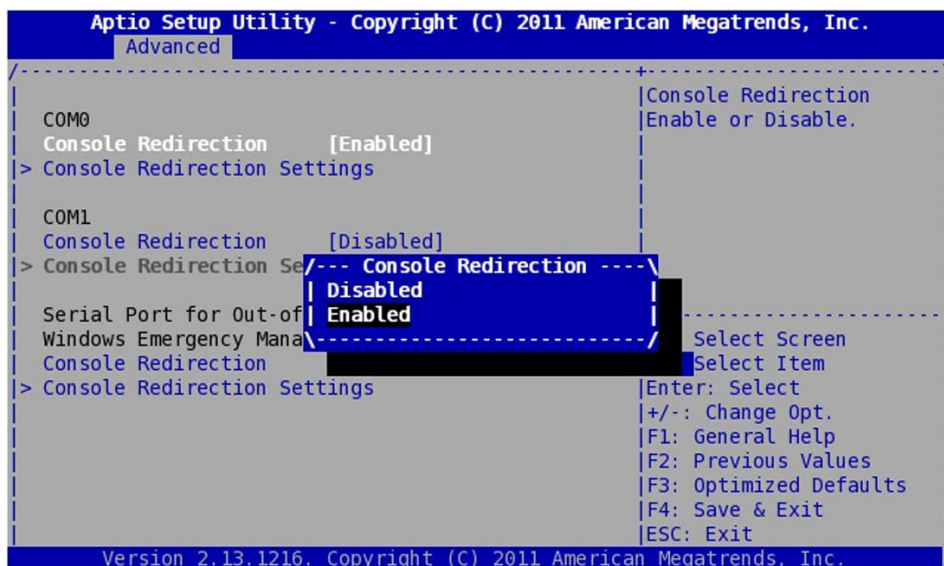 Aptio Setup Utility - Copyright (C) 2011 American Megatrends, Inc.
Advanced
Console Redirection
COM0
Enable or Disable.
Console Redirection [Enabled]
> Console Redirection Settings
COM1
Console Redirection [Disabled]
> Console Redirection Se
/--- Console Redirection ----\
Disabled
Enabled
Serial Port for Out-of
Windows Emergency Mana
Console Redirection
> Console Redirection Settings
Select Screen
Select Item
Enter: Select
+/-: Change Opt.
F1: General Help
F2: Previous Values
F3: Optimized Defaults
F4: Save & Exit
ESC: Exit
Version 2.13.1216. Copyright (C) 2011 American Megatrends, Inc.